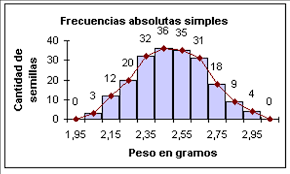 Frecuencias absolutas simples
Cantidad de
semillas
40
30
20
10
0
0 3 12 20 32 36 35 31 18 9 4 0
1,95 2,15 2,35 2,55 2,75 2,95
Peso en gramos